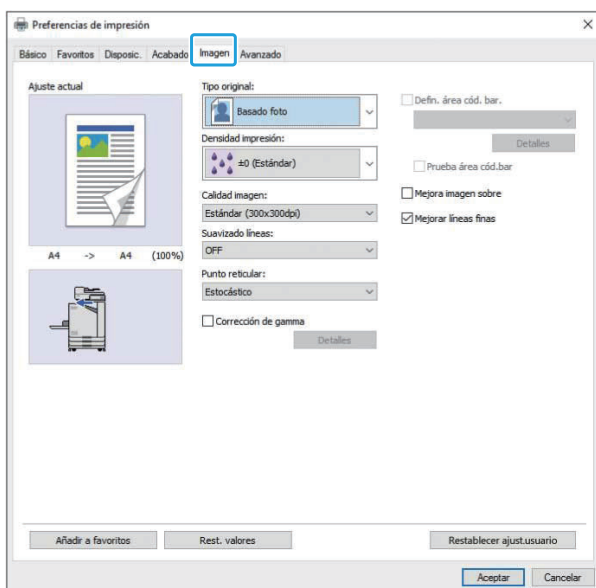 Preferencias de impresión
Básico Favoritos Disposic. Acabado Imagen Avanzado
Ajuste actual
A4 -> A4 (100%)
Tipo original:
Basado foto
Densidad impresión:
±0 (Estándar)
Calidad imagen:
Estándar (300x300dpi)
Suavizado líneas:
OFF
Punto reticular:
Estocástico
Corrección de gamma
Detalles
Defin. área cód. bar.
Detalles
Prueba área cód.bar
Mejora imagen sobre
Mejorar líneas finas
Añadir a favoritos Rest. valores Restablecer ajust.usuario
Aceptar Cancelar